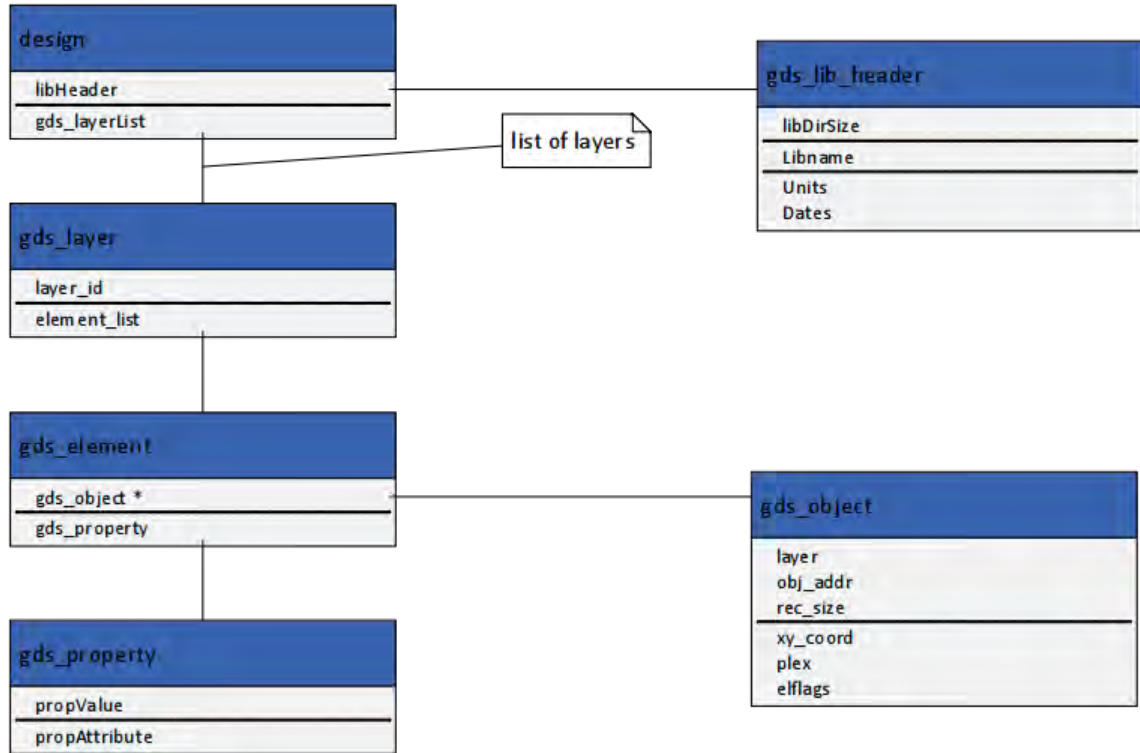 design
libHeader
gds_layerList
gds_lib_header
libDirSize
Libname
Units
Dates
list of layers
gds_layer
layer_id
element_list
gds_element
gds_object *
gds_property
gds_object
layer
obj_addr
rec_size
xy_coord
plex
elflags
gds_property
propValue
propAttribute